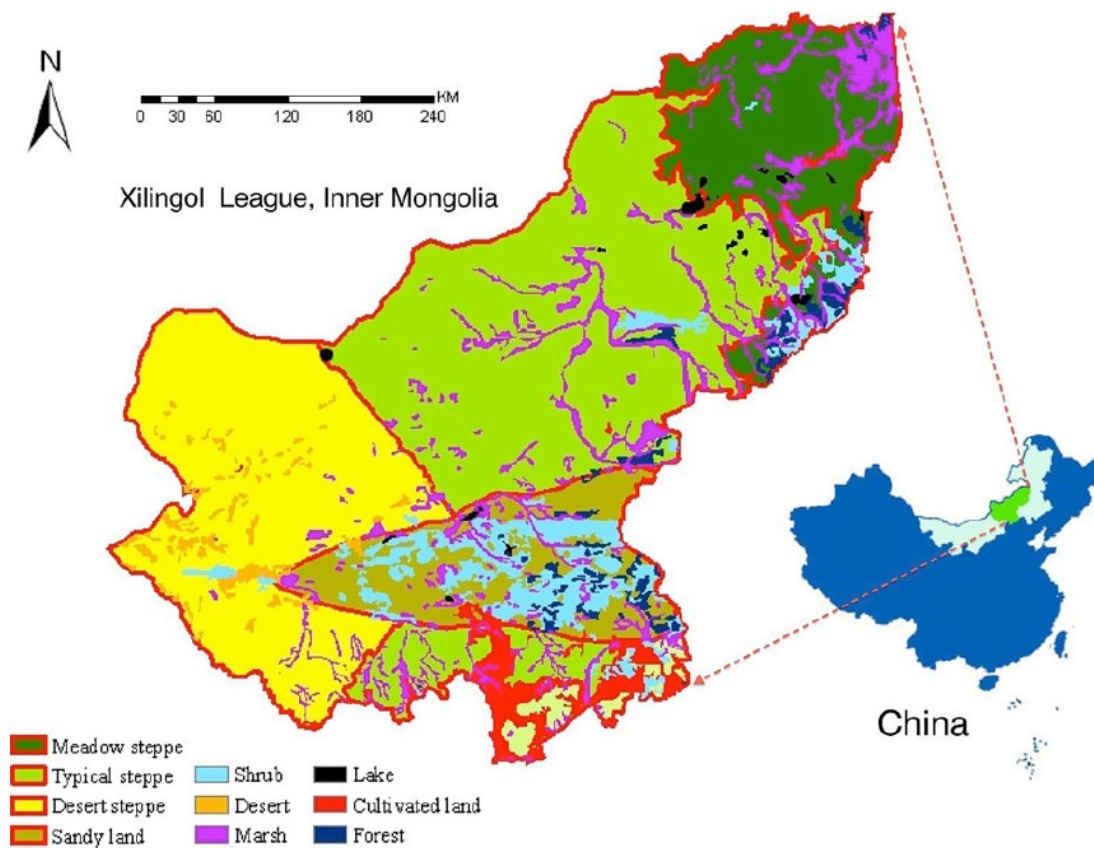 N
KM
0 30 60 120 180 240
Xilingol League, Inner Mongolia
China
Meadow steppe
Typical steppe Shrub Lake
Desert steppe Desert Cultivated land
Sandy land Marsh Forest